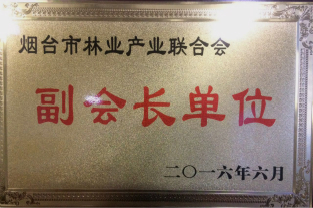 烟台市林业产业联合会
副会长单位
二〇一六年六月